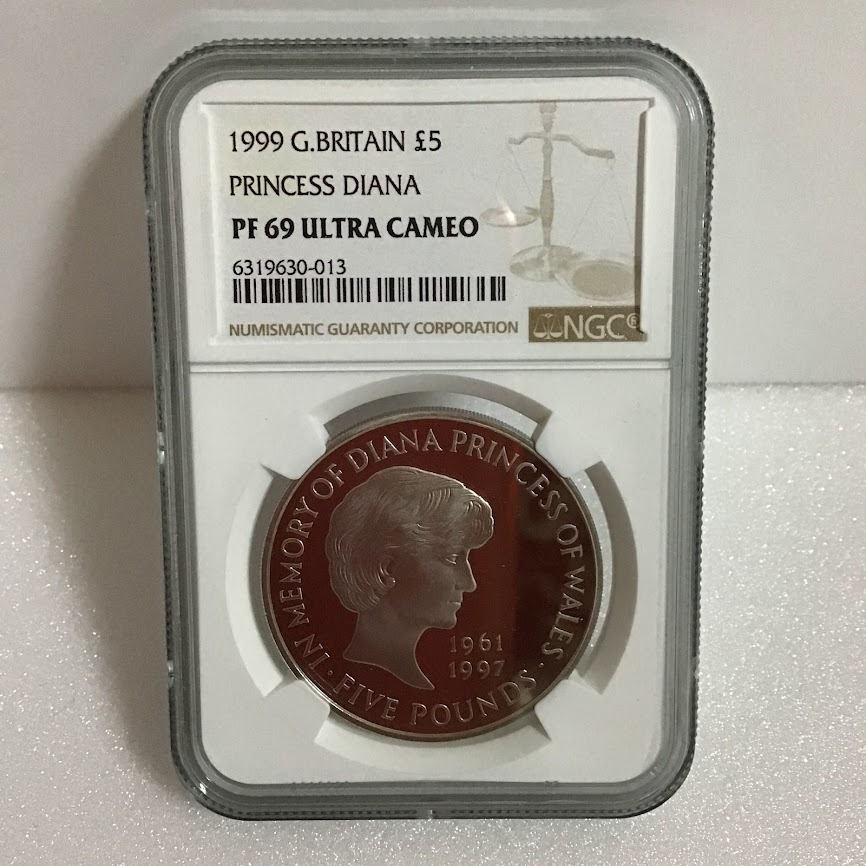 1999 G.BRITAIN £5
PRINCESS DIANA
PF 69 ULTRA CAMEO
6319630-013
NUMISMATIC GUARANTY CORPORATION
NGC®
IN MEMORY OF DIANA PRINCESS OF WALES
1961
1997
· FIVE POUNDS ·